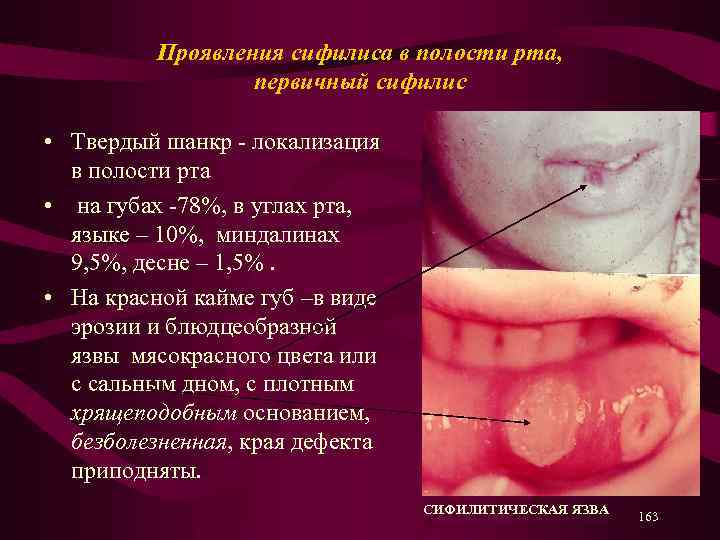 Проявления сифилиса в полости рта,
первичный сифилис
• Твердый шанкр - локализация
в полости рта
• на губах -78%, в углах рта,
языке – 10%, миндалинах
9,5%, десне – 1,5% .
• На красной кайме губ –в виде
эрозии и блюдцеобразной
язвы мясокрасного цвета или
с сальным дном, с плотным
хрящеподобным основанием,
безболезненная, края дефекта
приподняты.
СИФИЛИТИЧЕСКАЯ ЯЗВА
163